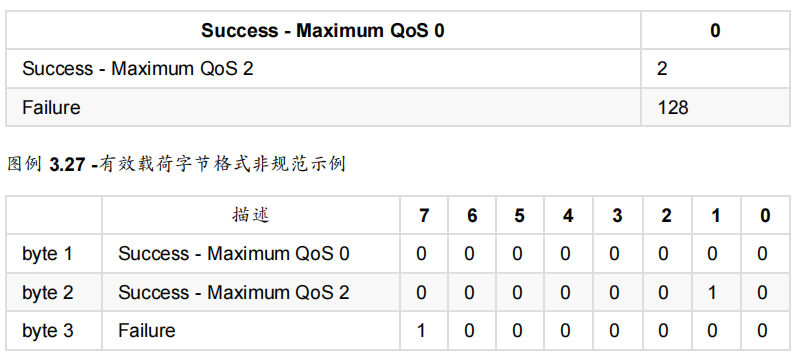 Success - Maximum QoS 0 0
Success - Maximum QoS 2 2
Failure 128
图例 3.27 -有效载荷字节格式非规范示例
描述 7 6 5 4 3 2 1 0
byte 1 Success - Maximum QoS 0 0 0 0 0 0 0 0 0
byte 2 Success - Maximum QoS 2 0 0 0 0 0 0 1 0
byte 3 Failure 1 0 0 0 0 0 0 0